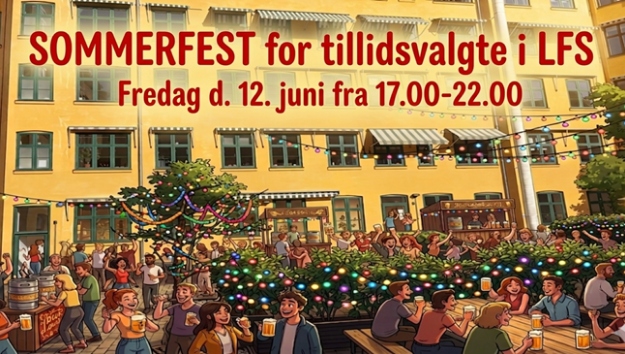 SOMMERFEST for tillidsvalgte i LFS
Fredag d. 12. juni fra 17.00-22.00